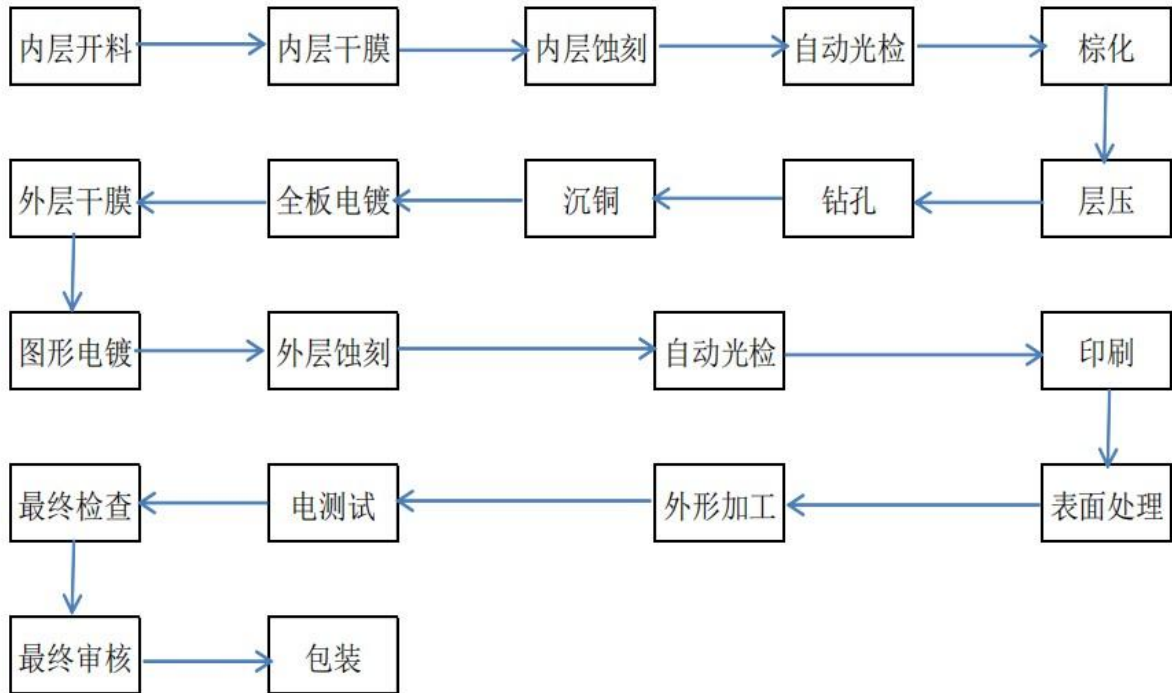 内层开料 内层干膜 内层蚀刻 自动光检 棕化
外层干膜 全板电镀 沉铜 钻孔 层压
图形电镀 外层蚀刻 自动光检 印刷
最终检查 电测试 外形加工 表面处理
最终审核 包装